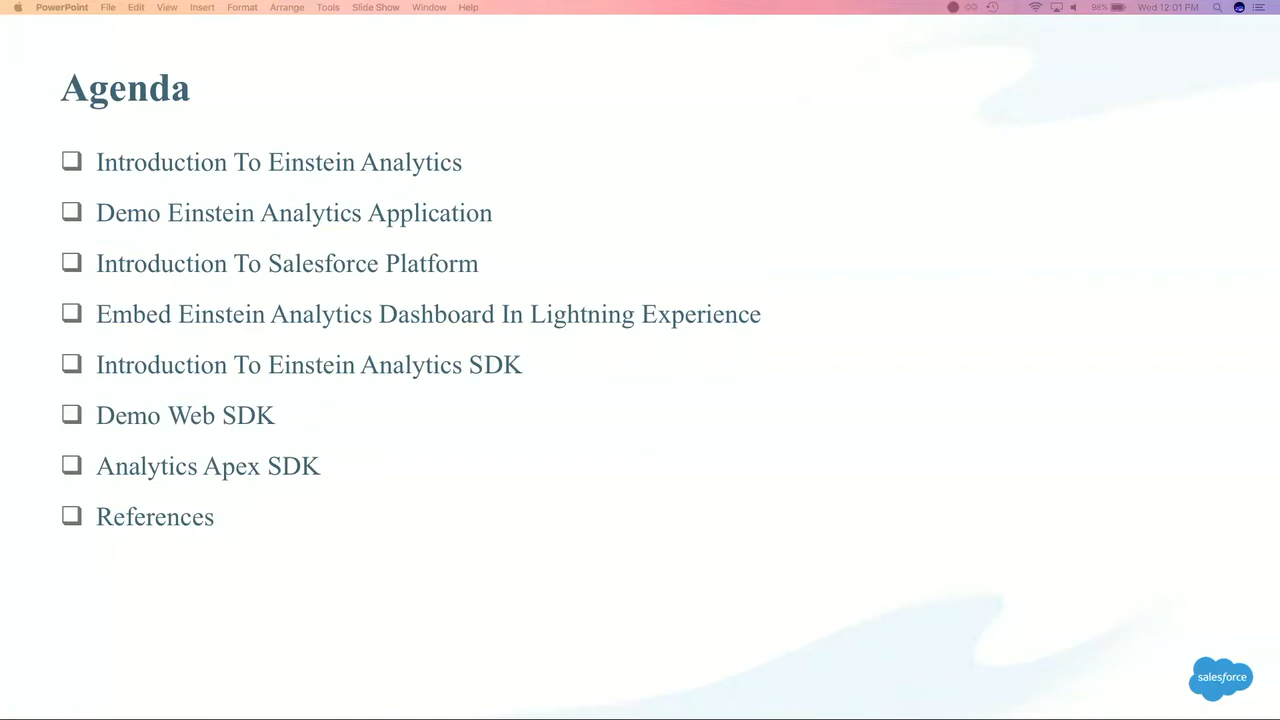 PowerPoint File Edit View Insert Format Arrange Tools Slide Show Window Help 98% Wed 12:01 PM
Agenda
❑ Introduction To Einstein Analytics
❑ Demo Einstein Analytics Application
❑ Introduction To Salesforce Platform
❑ Embed Einstein Analytics Dashboard In Lightning Experience
❑ Introduction To Einstein Analytics SDK
❑ Demo Web SDK
❑ Analytics Apex SDK
❑ References
salesforce